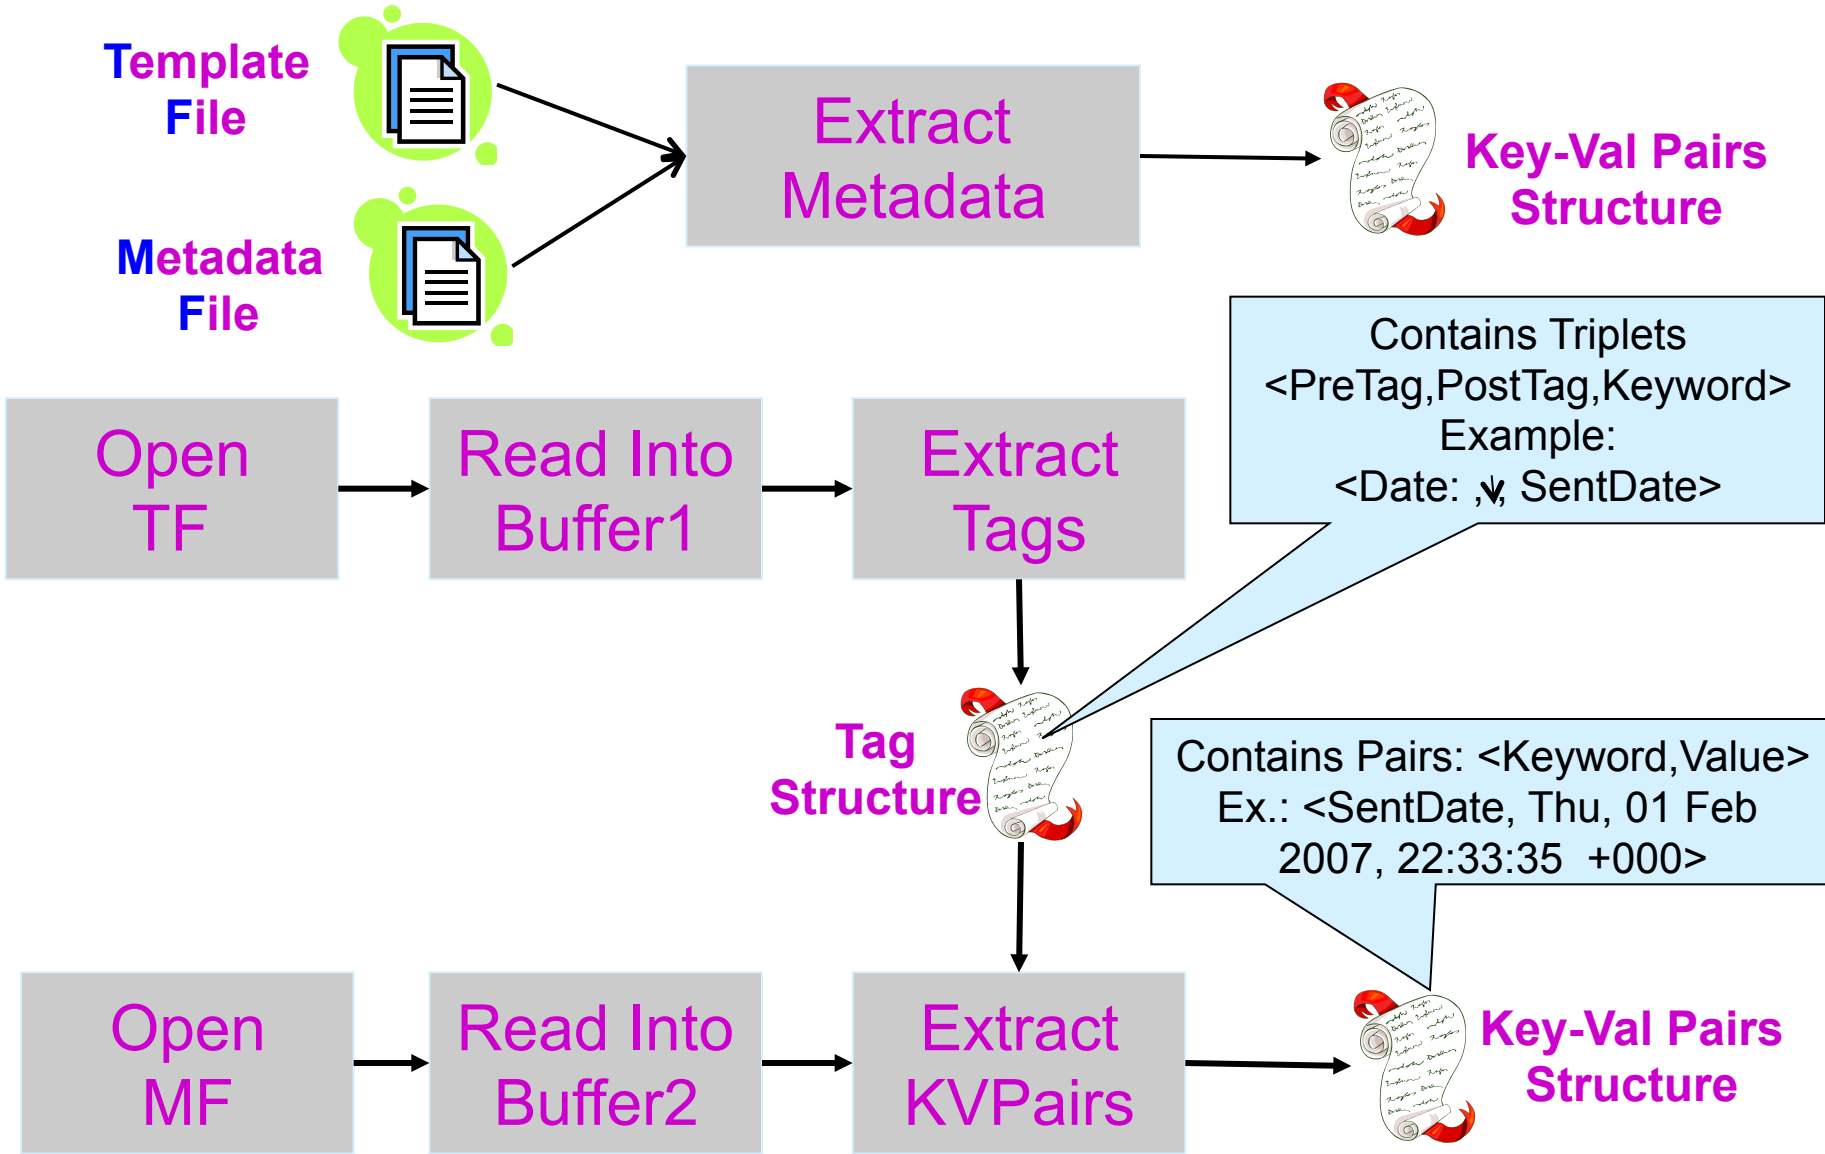 Template
File
Extract
Metadata
Key-Val Pairs
Structure
Metadata
File
Contains Triplets
<PreTag,PostTag,Keyword>
Example:
<Date: , , SentDate>
Open
TF
Read Into
Buffer1
Extract
Tags
Tag
Structure
Contains Pairs: <Keyword,Value>
Ex.: <SentDate, Thu, 01 Feb
2007, 22:33:35  +000>
Open
MF
Read Into
Buffer2
Extract
KVPairs
Key-Val Pairs
Structure